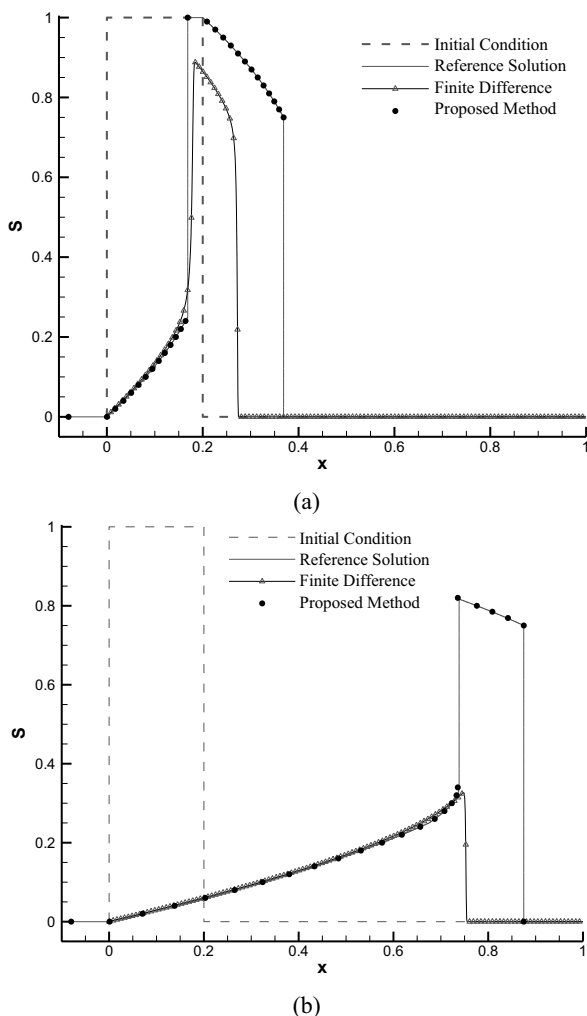 1
0.8
0.6
0.4
0.2
0
S
0
0.2
0.4
0.6
0.8
1
x
Initial Condition
Reference Solution
Finite Difference
Proposed Method
(a)
1
0.8
0.6
0.4
0.2
0
S
0
0.2
0.4
0.6
0.8
1
x
Initial Condition
Reference Solution
Finite Difference
Proposed Method
(b)